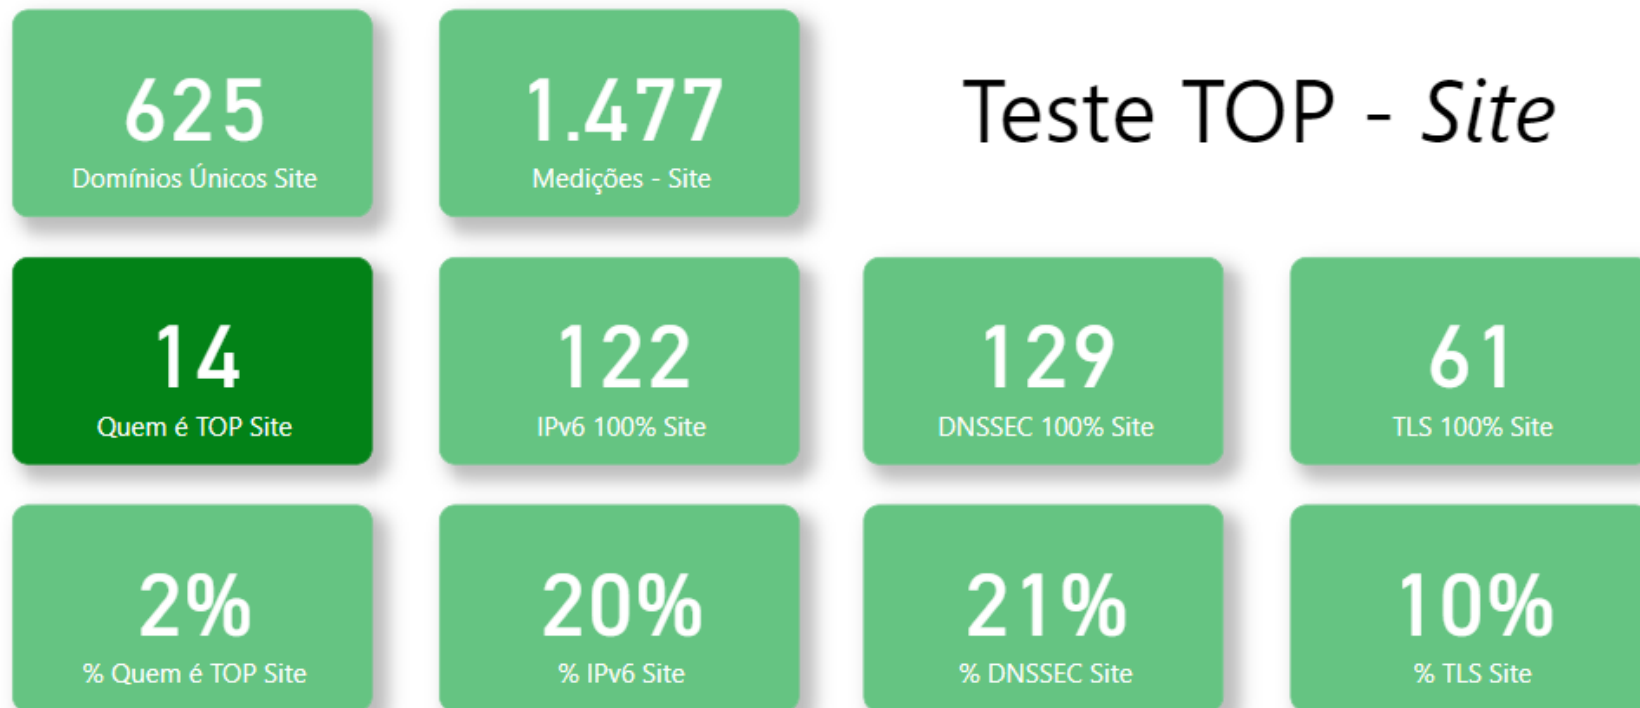 625
Domínios Únicos Site
1.477
Medições - Site
Teste TOP - Site
14
Quem é TOP Site
122
IPv6 100% Site
129
DNSSEC 100% Site
61
TLS 100% Site
2%
% Quem é TOP Site
20%
% IPv6 Site
21%
% DNSSEC Site
10%
% TLS Site